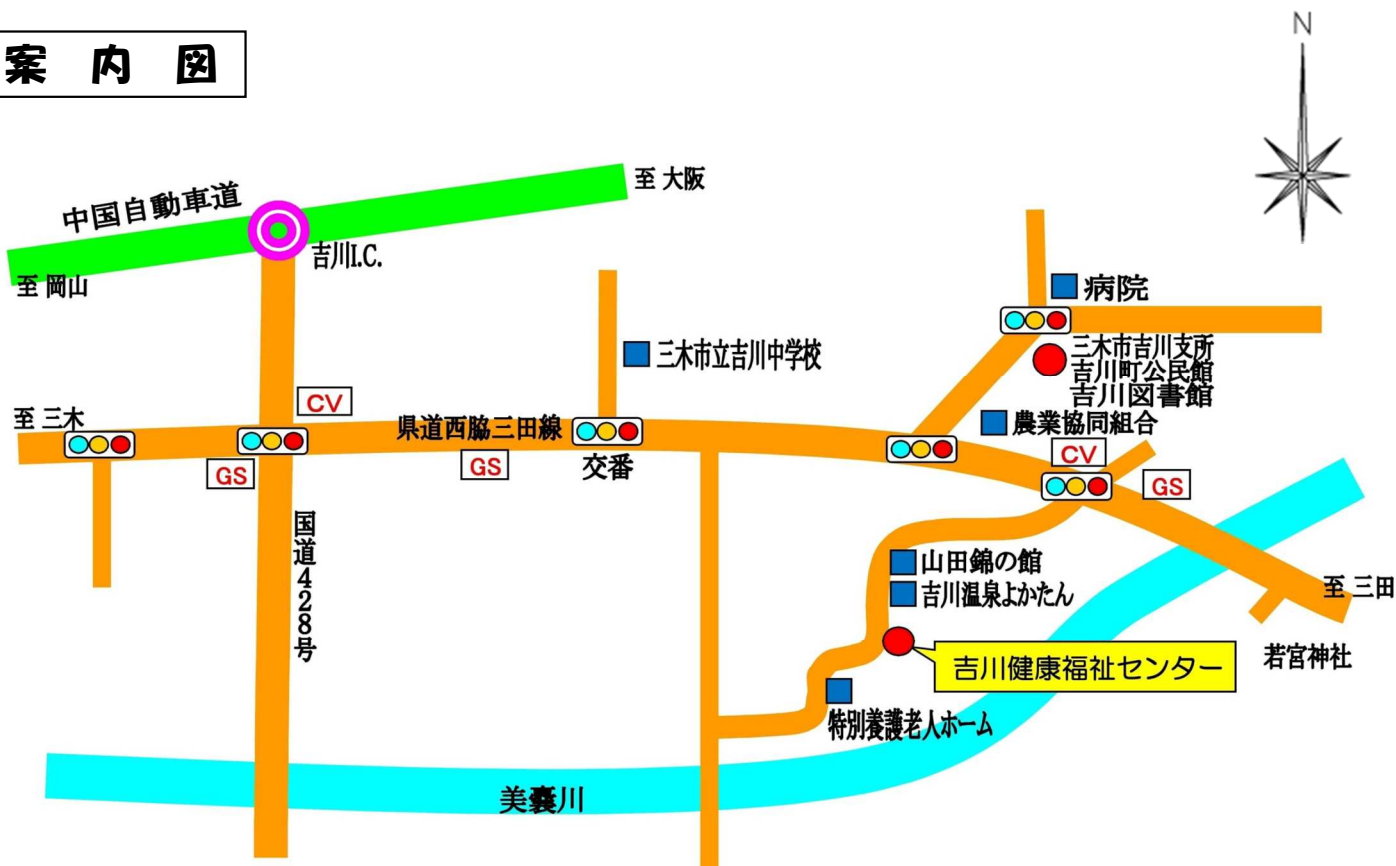 案内図
N
中国自動車道
至 大阪
吉川I.C.
至 岡山
病院
三木市立吉川中学校
三木市吉川支所
吉川町公民館
吉川図書館
至 三木
CV
県道西脇三田線
農業協同組合
GS
GS
交番
CV
GS
国道428号
山田錦の館
吉川温泉よかたん
至 三田
吉川健康福祉センター
若宮神社
特別養護老人ホーム
美嚢川